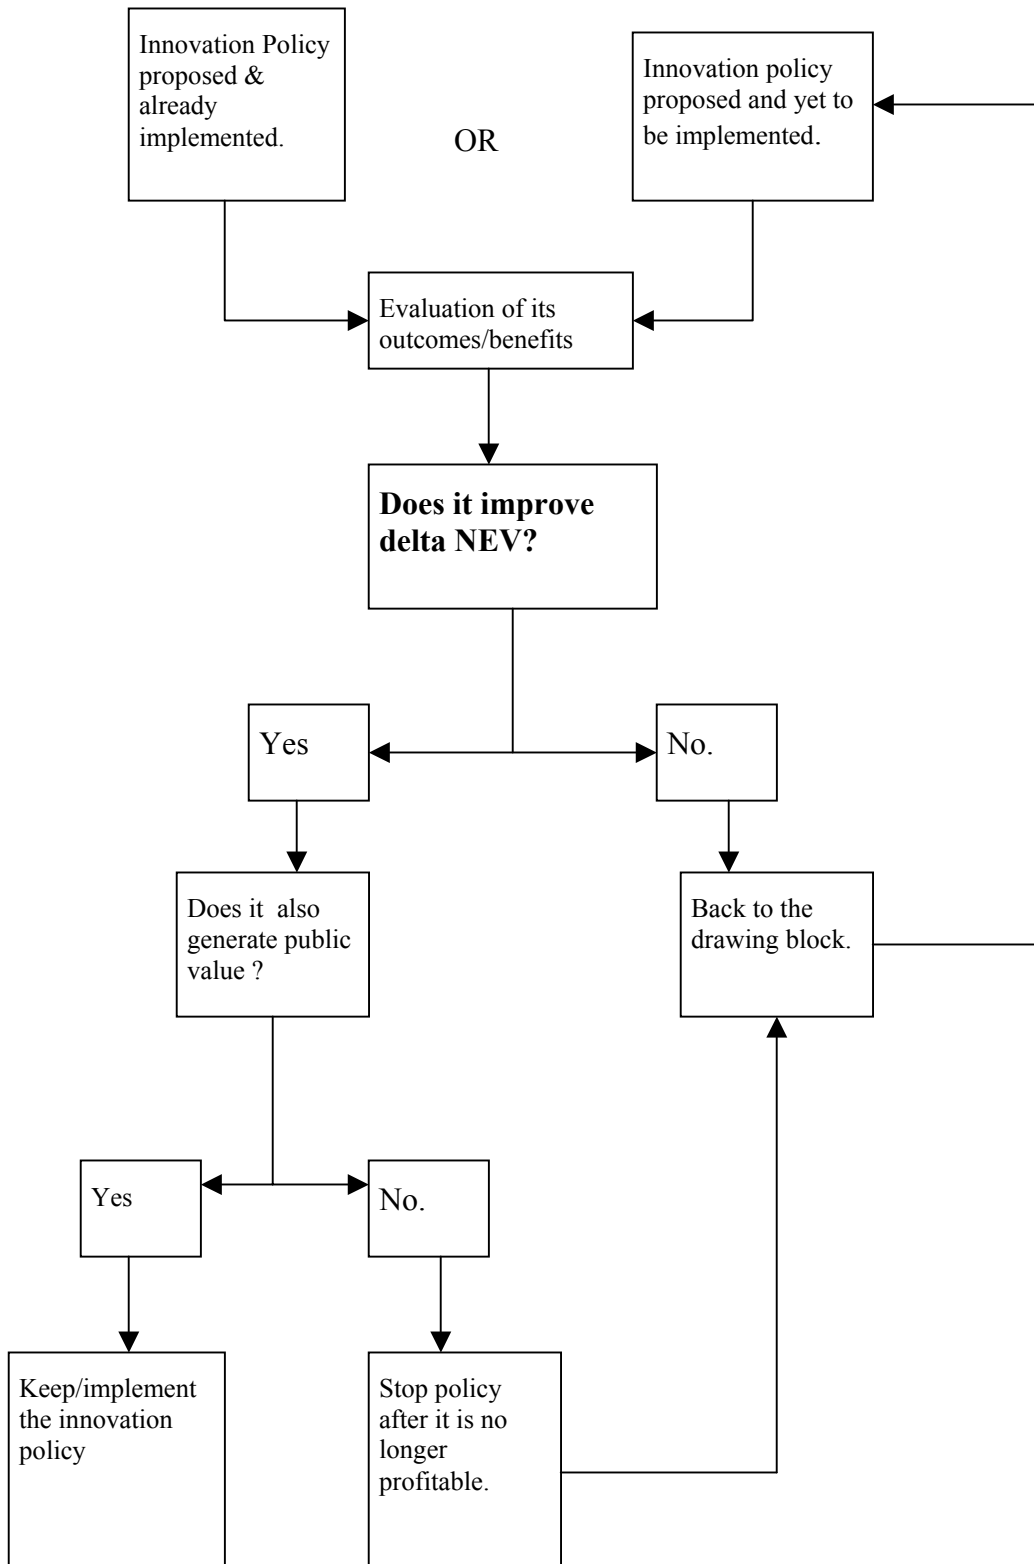 Innovation Policy
proposed &
already
implemented.
OR
Innovation policy
proposed and yet to
be implemented.
Evaluation of its
outcomes/benefits
Does it improve
delta NEV?
Yes
No.
Does it also
generate public
value ?
Back to the
drawing block.
Yes
No.
Keep/implement
the innovation
policy
Stop policy
after it is no
longer
profitable.